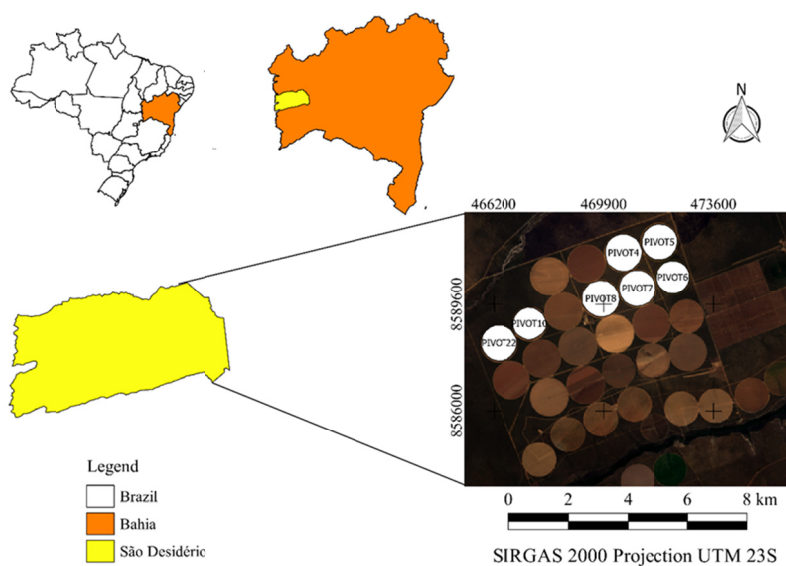 N
466200 469900 473600
8589600
8586000
PIVOT4
PIVOT5
PIVOT6
PIVOT7
PIVOT8
PIVOT10
PIVOT22
Legend
Brazil
Bahia
São Desidério
0 2 4 6 8 km
SIRGAS 2000 Projection UTM 23S